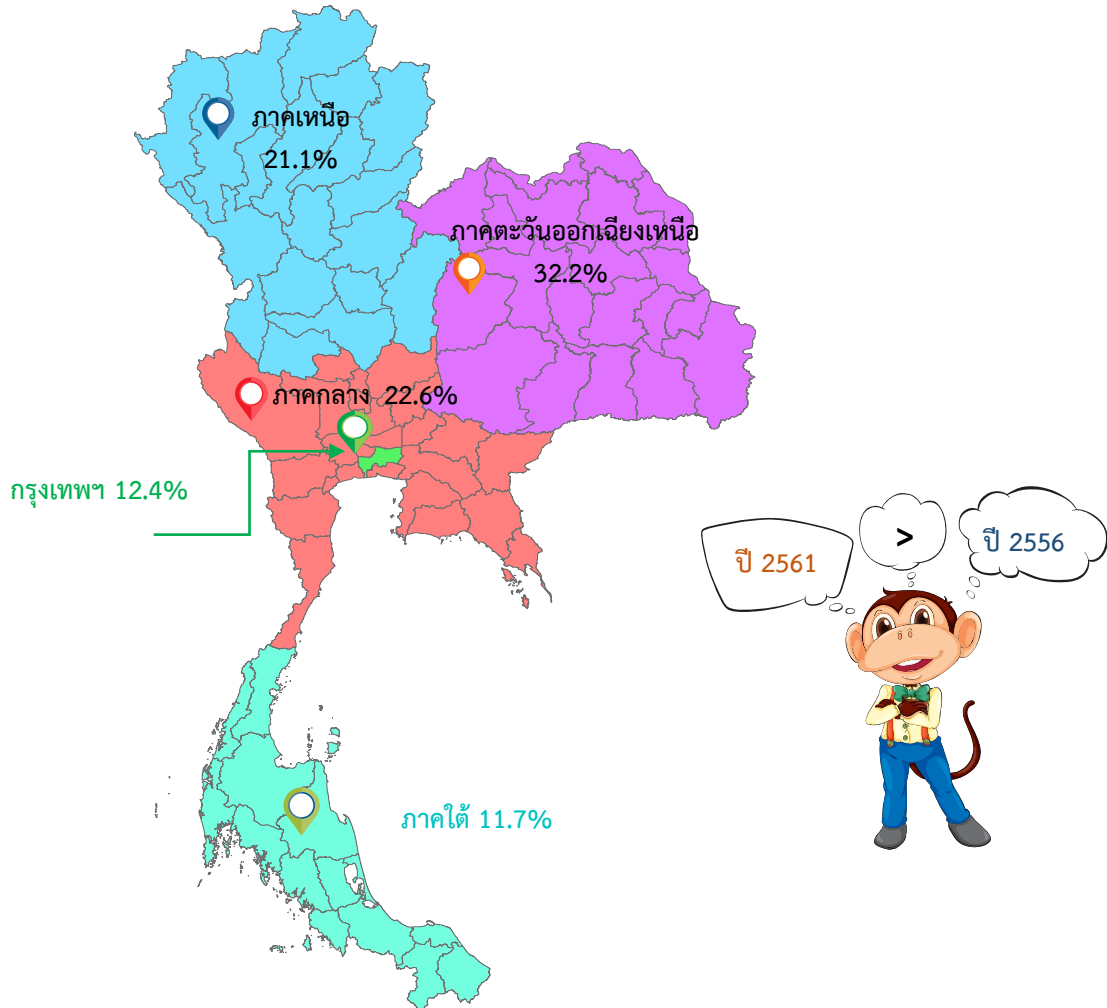 ภาคเหนือ
21.1%
ภาคตะวันออกเฉียงเหนือ
32.2%
ภาคกลาง 22.6%
กรุงเทพฯ 12.4%
ปี 2561
>
ปี 2556
ภาคใต้ 11.7%